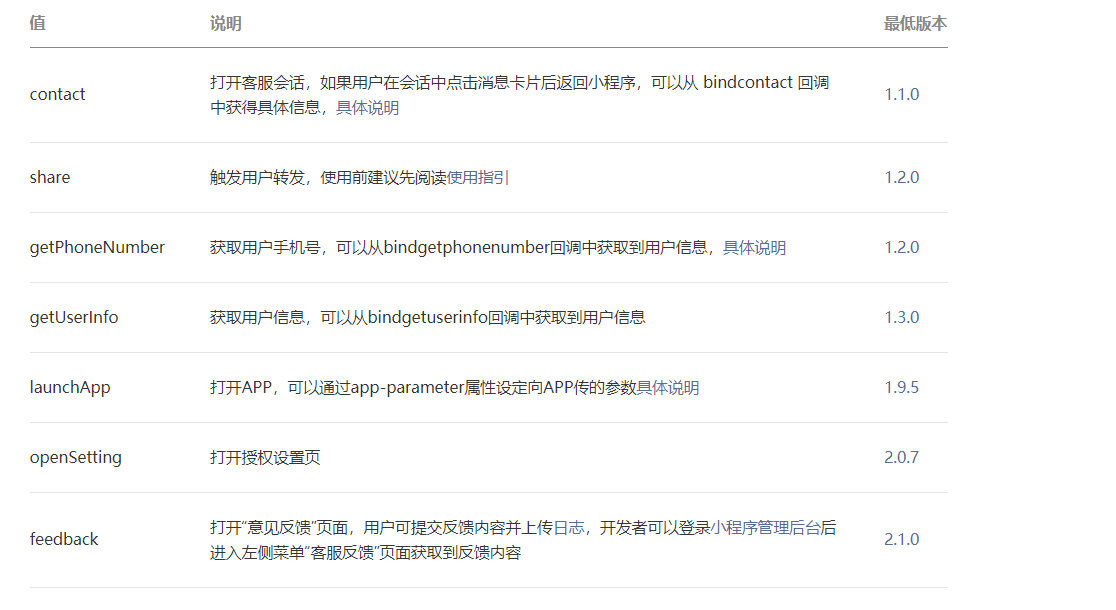 值 说明 最低版本
contact 打开客服会话，如果用户在会话中点击消息卡片后返回小程序，可以从 bindcontact 回调 1.1.0
中获得具体信息，具体说明
share 触发用户转发，使用前建议先阅读使用指引 1.2.0
getPhoneNumber 获取用户手机号，可以从bindgetphonenumber回调中获取到用户信息，具体说明 1.2.0
getUserInfo 获取用户信息，可以从bindgetuserinfo回调中获取到用户信息 1.3.0
launchApp 打开APP，可以通过app-parameter属性设定向APP传的参数具体说明 1.9.5
openSetting 打开授权设置页 2.0.7
feedback 打开“意见反馈”页面，用户可提交反馈内容并上传日志，开发者可以登录小程序管理后台后 2.1.0
进入左侧菜单“客服反馈”页面获取到反馈内容